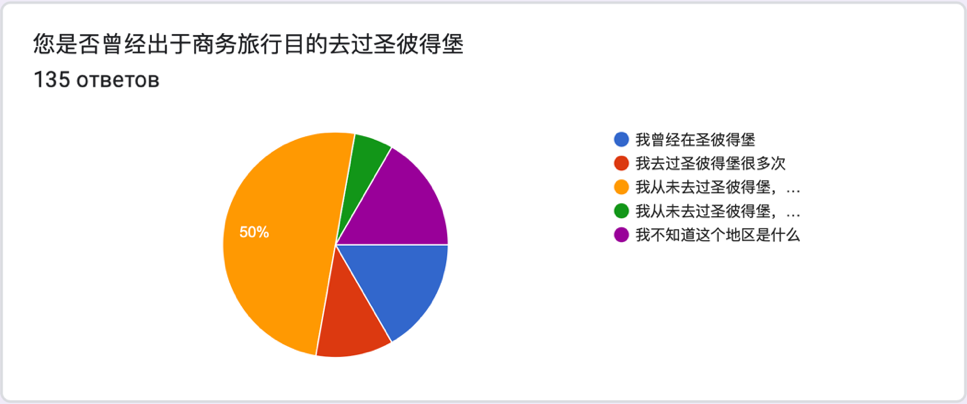 您是否曾经出于商务旅行目的去过圣彼得堡
135 ответов
50%
我曾经在圣彼得堡
我去过圣彼得堡很多次
我从未去过圣彼得堡，…
我从未去过圣彼得堡，…
我不知道这个地区是什么